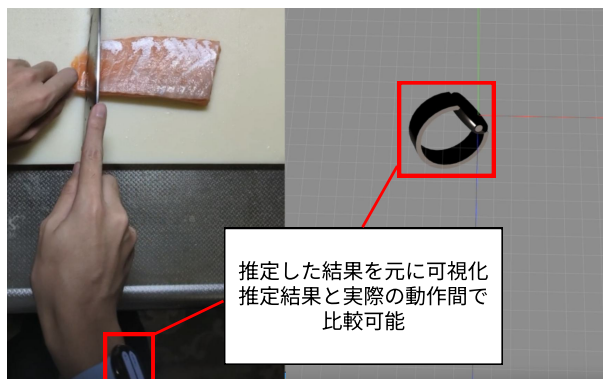 推定した結果を元に可視化
推定結果と実際の動作間で
比較可能